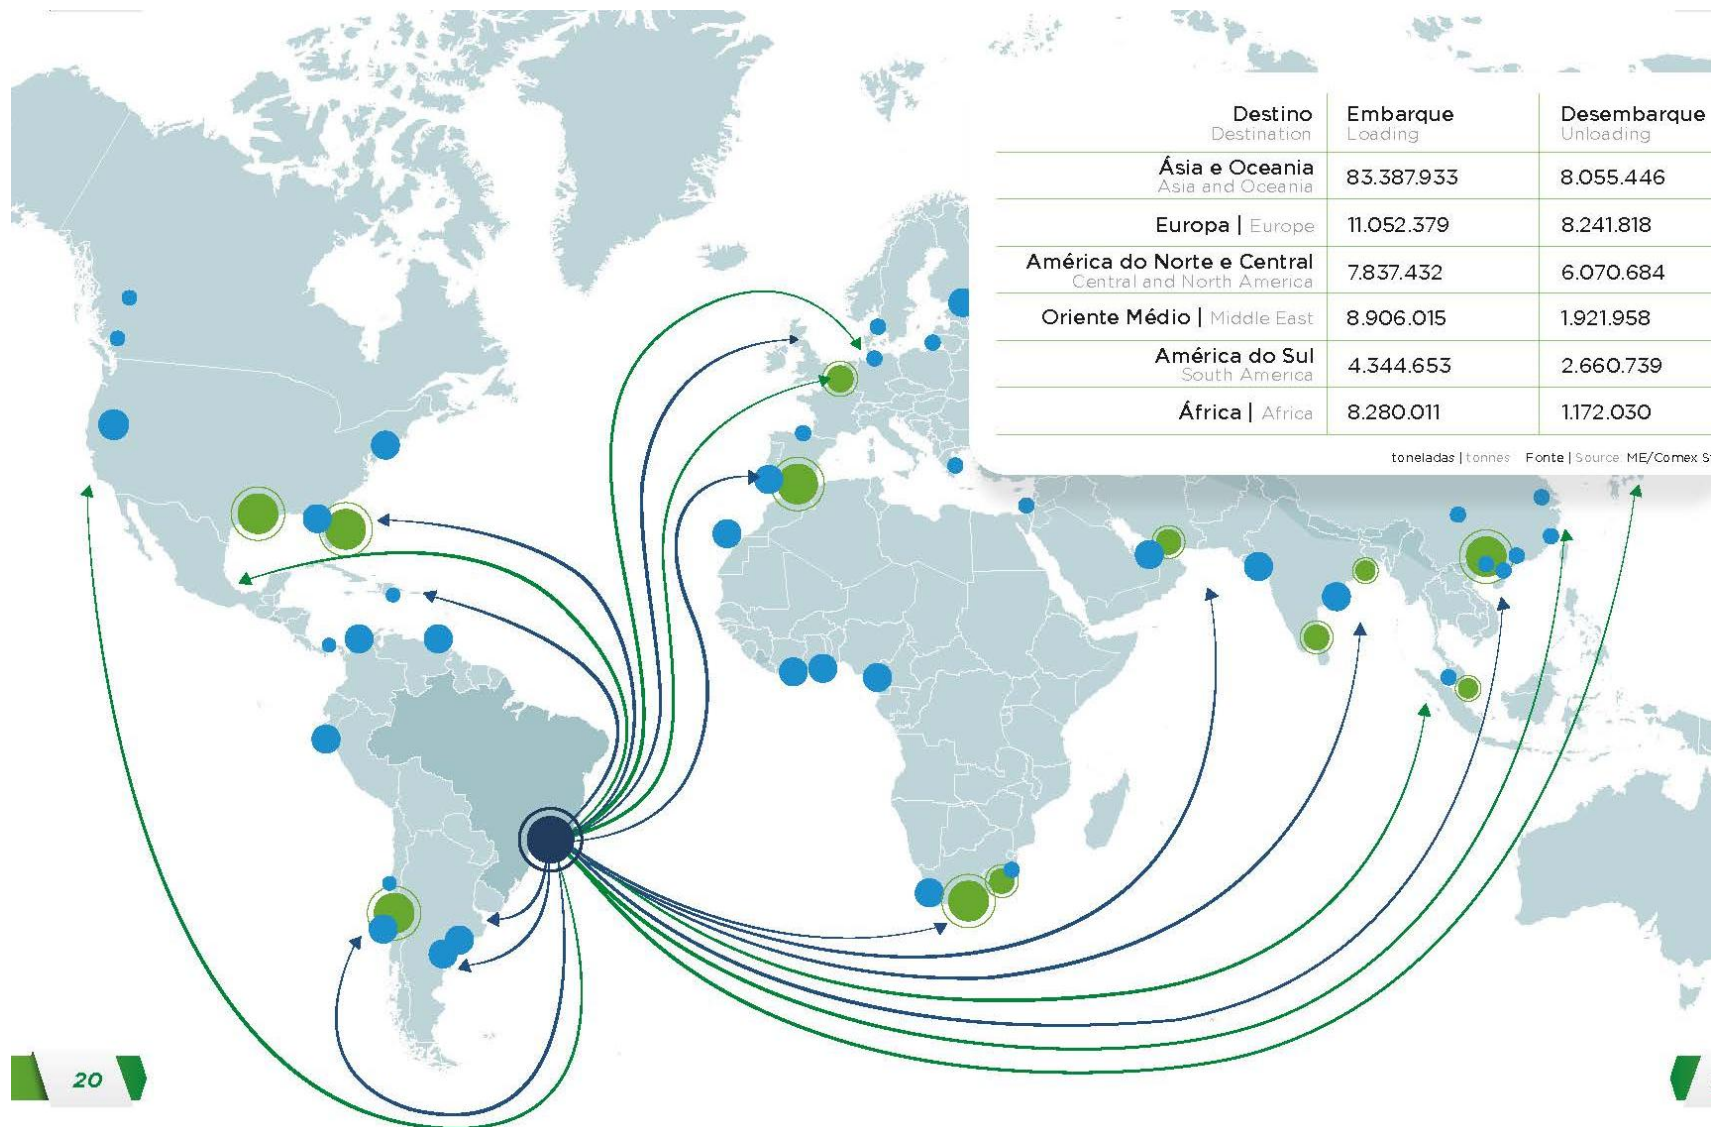 Destino Embarque Desembarque
Destination Loading Unloading
Ásia e Oceania 83.387.933 8.055.446
Asia and Oceania
Europa | Europe 11.052.379 8.241.818
América do Norte e Central 7.837.432 6.070.684
Central and North America
Oriente Médio | Middle East 8.906.015 1.921.958
América do Sul 4.344.653 2.660.739
South America
África | Africa 8.280.011 1.172.030
toneladas | tonnes Fonte | Source ME/Comex
20